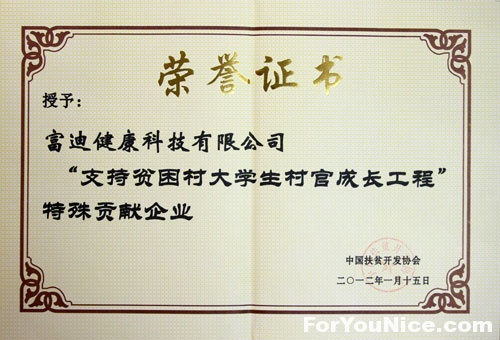 荣誉证书
授予：
富迪健康科技有限公司
“支持贫困村大学生村官成长工程”
特殊贡献企业
中国扶贫开发协会
二〇一二年一月十五日
ForYouNice.com